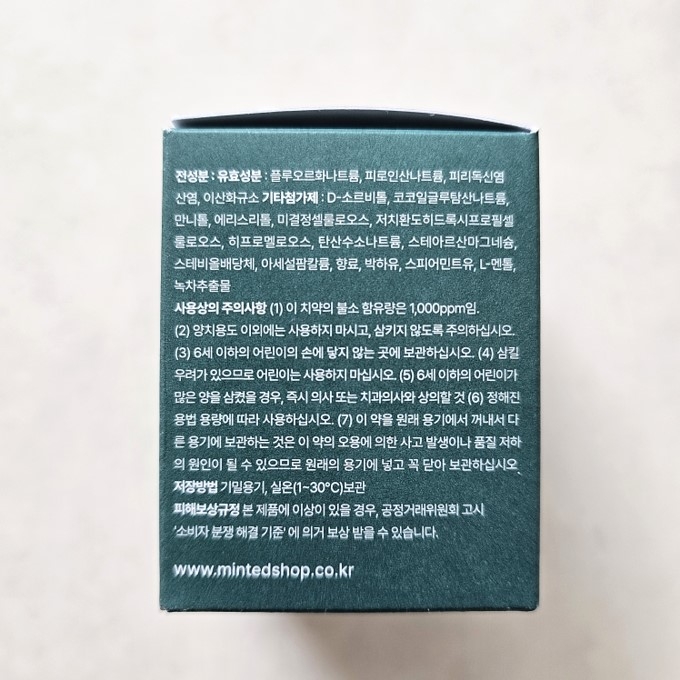 전성분 : 유효성분 : 플루오르화나트륨, 피로인산나트륨, 피리독신염
산염, 이산화규소 기타첨가제 : D-소르비톨, 코코일글루탐산나트륨,
만니톨, 에리스리톨, 미결정셀룰로오스, 저치환도히드록시프로필셀
룰로오스, 히프로멜로오스, 탄산수소나트륨, 스테아르산마그네슘,
스테비올배당체, 아세설팜칼륨, 향료, 박하유, 스피어민트유, L-멘톨,
녹차추출물
사용상의 주의사항 (1) 이 치약의 불소 함유량은 1,000ppm임.
(2) 양치용도 이외에는 사용하지 마시고, 삼키지 않도록 주의하십시오.
(3) 6세 이하의 어린이의 손에 닿지 않는 곳에 보관하십시오. (4) 삼킬
우려가 있으므로 어린이는 사용하지 마십시오. (5) 6세 이하의 어린이가
많은 양을 삼켰을 경우, 즉시 의사 또는 치과의사와 상의할 것 (6) 정해진
용법 용량에 따라 사용하십시오. (7) 이 약을 원래 용기에서 꺼내서 다
른 용기에 보관하는 것은 이 약의 오용에 의한 사고 발생이나 품질 저하
의 원인이 될 수 있으므로 원래의 용기에 넣고 꼭 닫아 보관하십시오
저장방법 기밀용기, 실온(1~30°C)보관
피해보상규정 본 제품에 이상이 있을 경우, 공정거래위원회 고시
'소비자 분쟁 해결 기준' 에 의거 보상 받을 수 있습니다.
www.mintedshop.co.kr